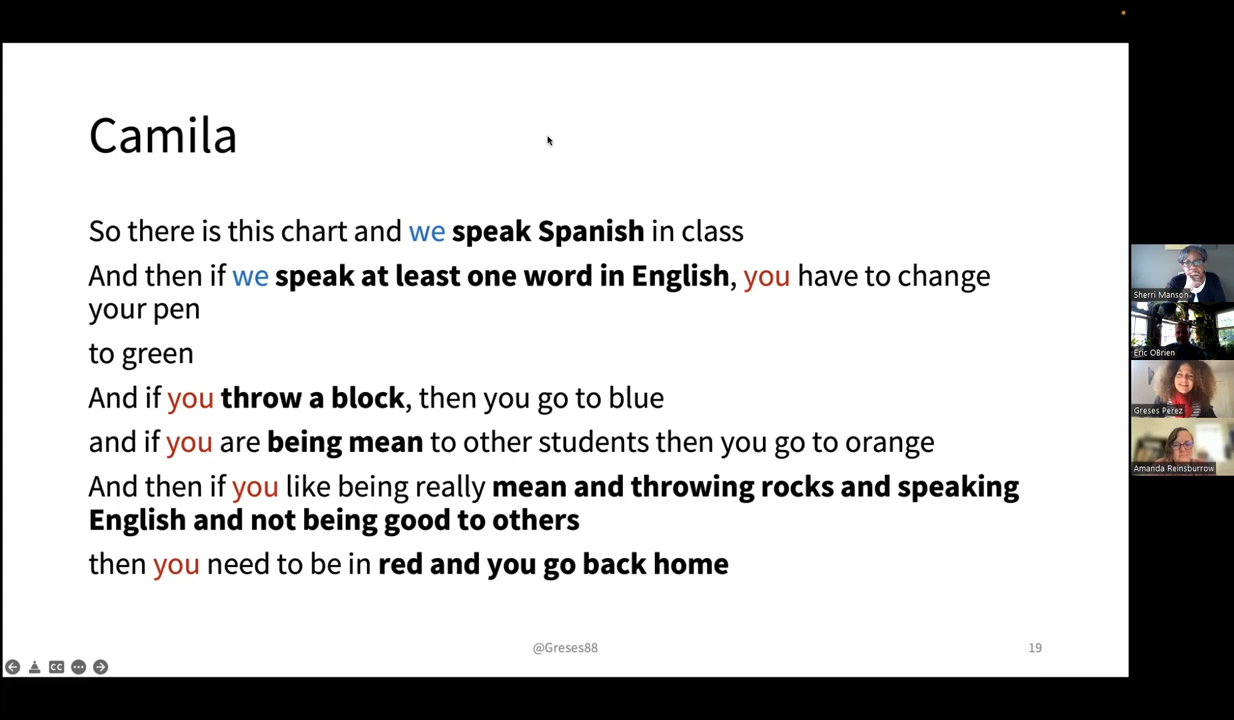 Camila
So there is this chart and we speak Spanish in class
And then if we speak at least one word in English, you have to change
your pen
to green
And if you throw a block, then you go to blue
and if you are being mean to other students then you go to orange
And then if you like being really mean and throwing rocks and speaking
English and not being good to others
then you need to be in red and you go back home
@Greses88
19
CC
Sherri Manson
Eric OBrien
Greses Perez
Amanda Reinsburrow